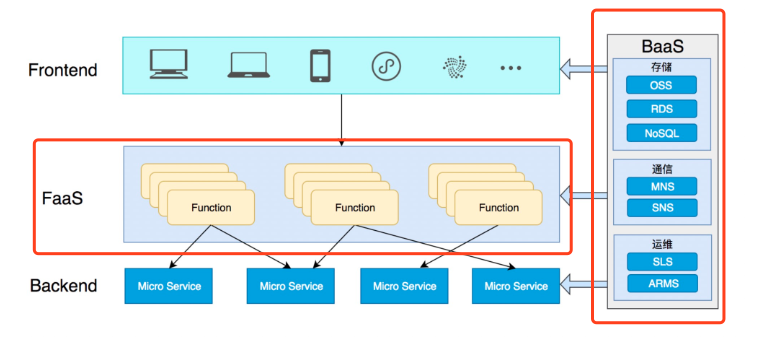 Frontend
...
FaaS
Function
Function
Function
Backend
Micro Service
Micro Service
Micro Service
Micro Service
BaaS
存储
OSS
RDS
NoSQL
通信
MNS
SNS
运维
SLS
ARMS